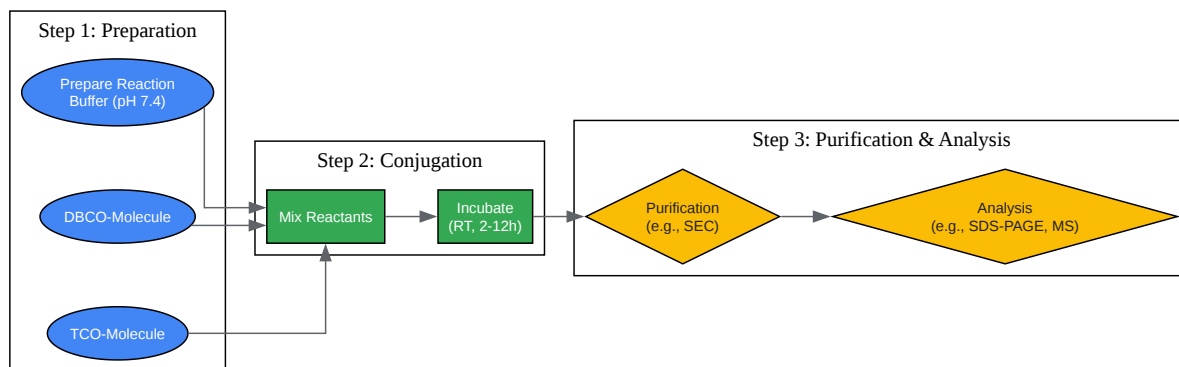 Step 1: Preparation
Prepare Reaction
Buffer (pH 7.4)
DBCO-Molecule
TCO-Molecule
Step 2: Conjugation
Mix Reactants
Incubate
(RT, 2-12h)
Step 3: Purification & Analysis
Purification
(e.g., SEC)
Analysis
(e.g., SDS-PAGE, MS)